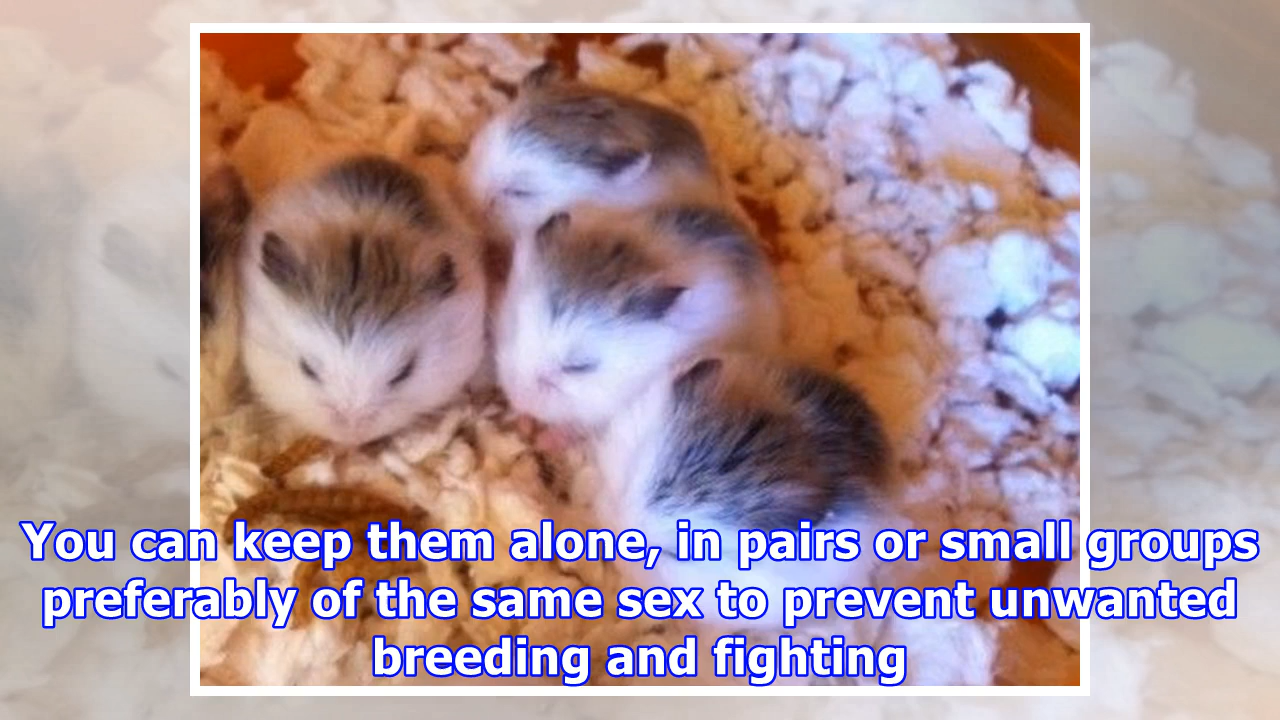 You can keep them alone, in pairs or small groups
preferably of the same sex to prevent unwanted
breeding and fighting